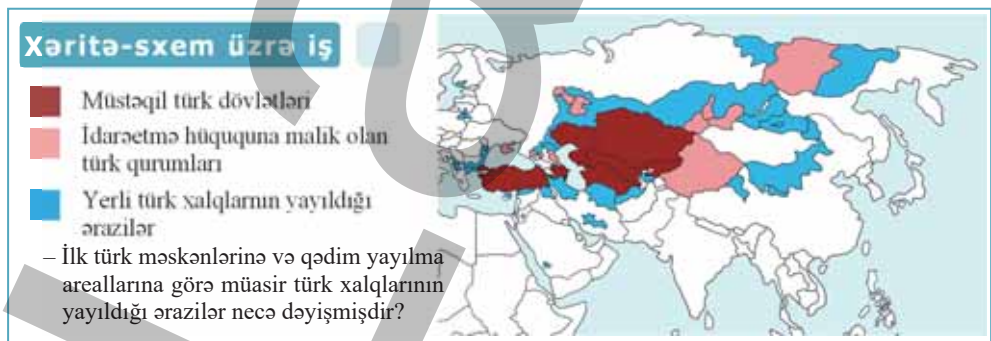 Xəritə-sxem üzrə iş
Müstəqil türk dövlətləri
İdarəetmə hüququna malik olan
türk qurumları
Yerli türk xalqlarnın yayıldığı
ərazilər
– İlk türk məskənlərinə və qədim yayılma
areallarına görə müasir türk xalqlarının
yayıldığı ərazilər necə dəyişmişdir?